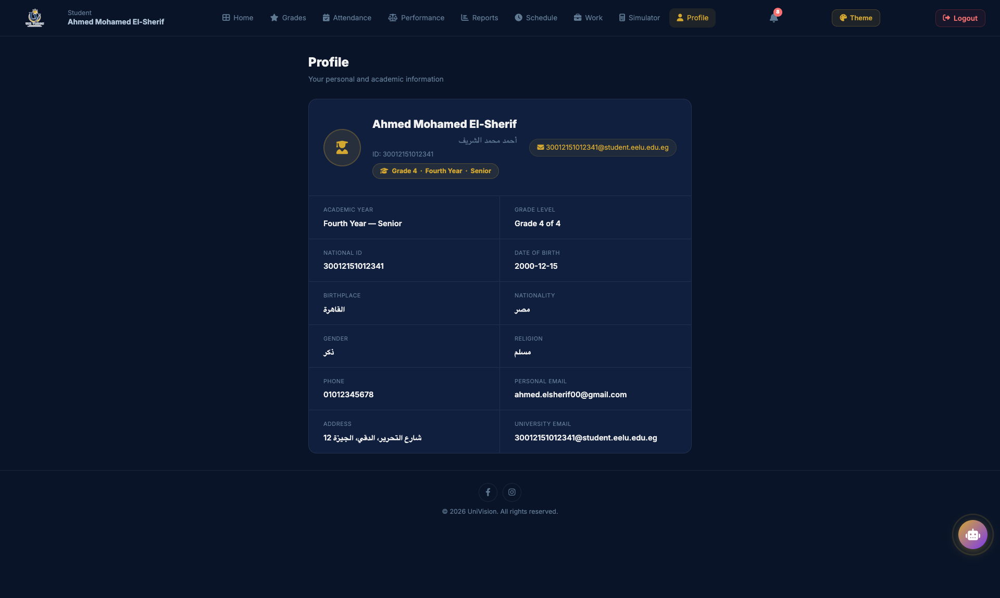 Student
Ahmed Mohamed El-Sherif
Home
Grades
Attendance
Performance
Reports
Schedule
Work
Simulator
Profile
8
Theme
Logout
Profile
Your personal and academic information
Ahmed Mohamed El-Sherif
أحمد محمد الشريف
ID: 30012151012341
Grade 4 · Fourth Year · Senior
30012151012341@student.eelu.edu.eg
ACADEMIC YEAR
Fourth Year — Senior
GRADE LEVEL
Grade 4 of 4
NATIONAL ID
30012151012341
DATE OF BIRTH
2000-12-15
BIRTHPLACE
القاهرة
NATIONALITY
مصر
GENDER
ذكر
RELIGION
مسلم
PHONE
01012345678
PERSONAL EMAIL
ahmed.elsherif00@gmail.com
ADDRESS
12 شارع التحرير، الدقي، الجيزة
UNIVERSITY EMAIL
30012151012341@student.eelu.edu.eg
© 2026 UniVision. All rights reserved.